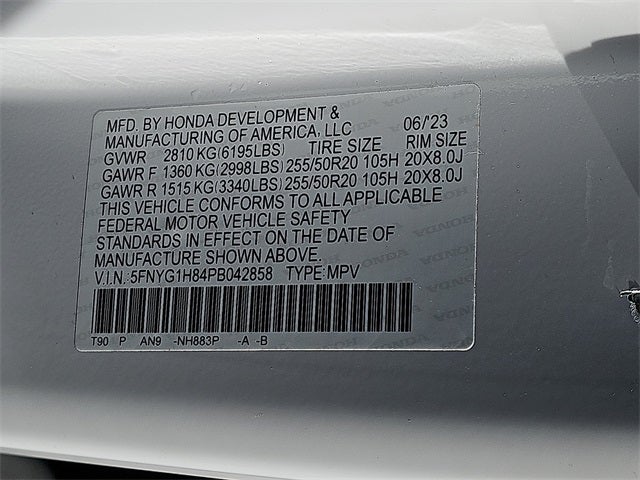 MFD. BY HONDA DEVELOPMENT &
MANUFACTURING OF AMERICA, LLC 06/'23
GVWR 2810 KG(6195LBS) TIRE SIZE RIM SIZE
GAWR F 1360 KG(2998LBS) 255/50R20 105H 20X8.0J
GAWR R 1515 KG(3340LBS) 255/50R20 105H 20X8.0J
THIS VEHICLE CONFORMS TO ALL APPLICABLE
FEDERAL MOTOR VEHICLE SAFETY
STANDARDS IN EFFECT ON THE DATE OF
MANUFACTURE SHOWN ABOVE.
V.I.N.: 5FNYG1H84PB042858 TYPE: MPV
T90 P AN9 -NH883P -A -B